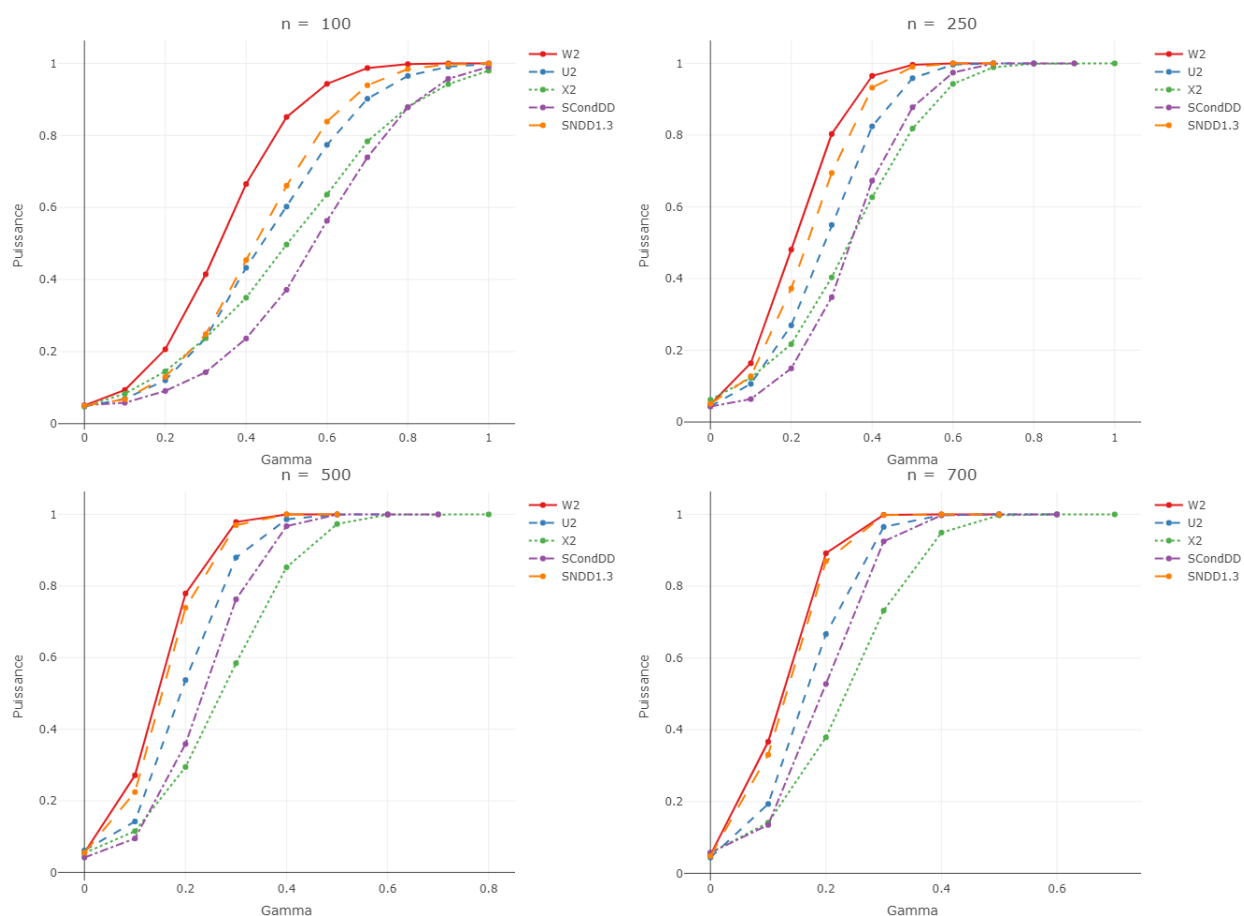 n = 100
1
0.8
0.6
0.4
0.2
0
Puissance
0
0.2
0.4
0.6
0.8
1
Gamma
W2
U2
X2
SCondDD
SNDD1.3
n = 250
1
0.8
0.6
0.4
0.2
0
Puissance
0
0.2
0.4
0.6
0.8
1
Gamma
W2
U2
X2
SCondDD
SNDD1.3
n = 500
1
0.8
0.6
0.4
0.2
0
Puissance
0
0.2
0.4
0.6
0.8
Gamma
W2
U2
X2
SCondDD
SNDD1.3
n = 700
1
0.8
0.6
0.4
0.2
0
Puissance
0
0.2
0.4
0.6
Gamma
W2
U2
X2
SCondDD
SNDD1.3